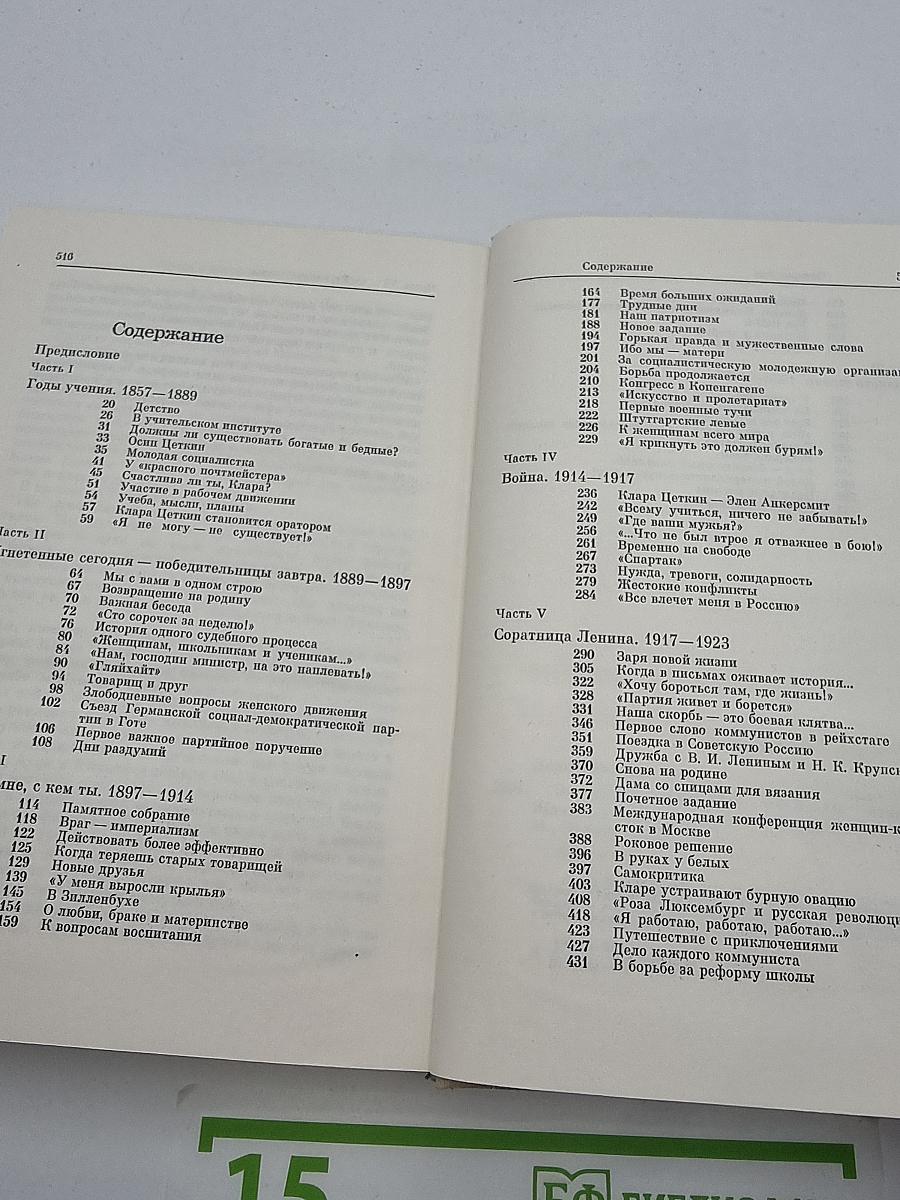 510
Содержание
Предисловие
Часть I
Годы учения. 1857—1889
20 Детство
26 В учительском институте
31 Должны ли существовать богатые и бедные?
33 Осип Цеткин
35 Молодая социалистка
41 У «красного почтмейстера»
45 Счастлива ли ты, Клара?
51 Участие в рабочем движении
54 Учеба, мысли, планы
57 Клара Цеткин становится оратором
59 «Я не могу — не существует!»
Часть II
гнетенные сегодня — победительницы завтра. 1889—1897
64 Мы с вами в одном строю
67 Возвращение на родину
70 Важная беседа
72 «Сто сорочек за неделю!»
76 История одного судебного процесса
80 «Женщинам, школьникам и ученикам...»
84 «Нам, господин министр, на это наплевать!»
90 «Гляйхайт»
94 Товарищ и друг
98 Злободневные вопросы женского движения
102 Съезд Германской социал-демократической пар-
тии в Готе
106 Первое важное партийное поручение
108 Дни раздумий
I
мне, с кем ты. 1897—1914
114 Памятное собрание
118 Враг — империализм
122 Действовать более эффективно
125 Когда теряешь старых товарищей
129 Новые друзья
139 «У меня выросли крылья»
145 В Зилленбухе
154 О любви, браке и материнстве
159 К вопросам воспитания
Содержание
164 Время больших ожиданий
177 Трудные дни
181 Наш патриотизм
188 Новое задание
194 Горькая правда и мужественные слова
197 Ибо мы — матери
201 За социалистическую молодежную организа
204 Борьба продолжается
210 Конгресс в Копенгагене
213 «Искусство и пролетариат»
218 Первые военные тучи
222 Штутгартские левые
226 К женщинам всего мира
229 «Я крикнуть это должен бурям!»
Часть IV
Война. 1914—1917
236 Клара Цеткин — Элен Анкерсмит
242 «Всему учиться, ничего не забывать!»
249 «Где ваши мужья?»
256 «...Что не был втрое я отважнее в бою!»
261 Временно на свободе
267 «Спартак»
273 Нужда, тревоги, солидарность
279 Жестокие конфликты
284 «Все влечет меня в Россию»
Часть V
Соратница Ленина. 1917—1923
290 Заря новой жизни
305 Когда в письмах оживает история...
322 «Хочу бороться там, где жизнь!»
328 «Партия живет и борется»
331 Наша скорбь — это боевая клятва...
346 Первое слово коммунистов в рейхстаге
351 Поездка в Советскую Россию
359 Дружба с В. И. Лениным и Н. К. Крупск
370 Снова на родине
372 Дама со спицами для вязания
377 Почетное задание
383 Международная конференция женщин-к
сток в Москве
388 Роковое решение
396 В руках у белых
397 Самокритика
403 Кларе устраивают бурную овацию
408 «Роза Люксембург и русская революци
418 «Я работаю, работаю, работаю...»
423 Путешествие с приключениями
427 Дело каждого коммуниста
431 В борьбе за реформу школы
15
БФ